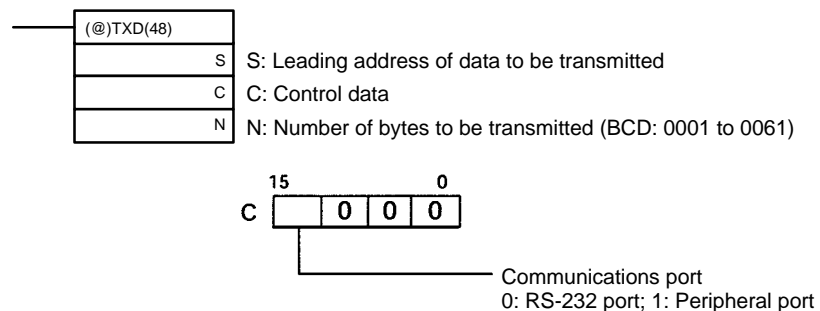 (@)TXD(48)
S S: Leading address of data to be transmitted
C C: Control data
N N: Number of bytes to be transmitted (BCD: 0001 to 0061)
15 0
C 0 0 0
Communications port
0: RS-232 port; 1: Peripheral port